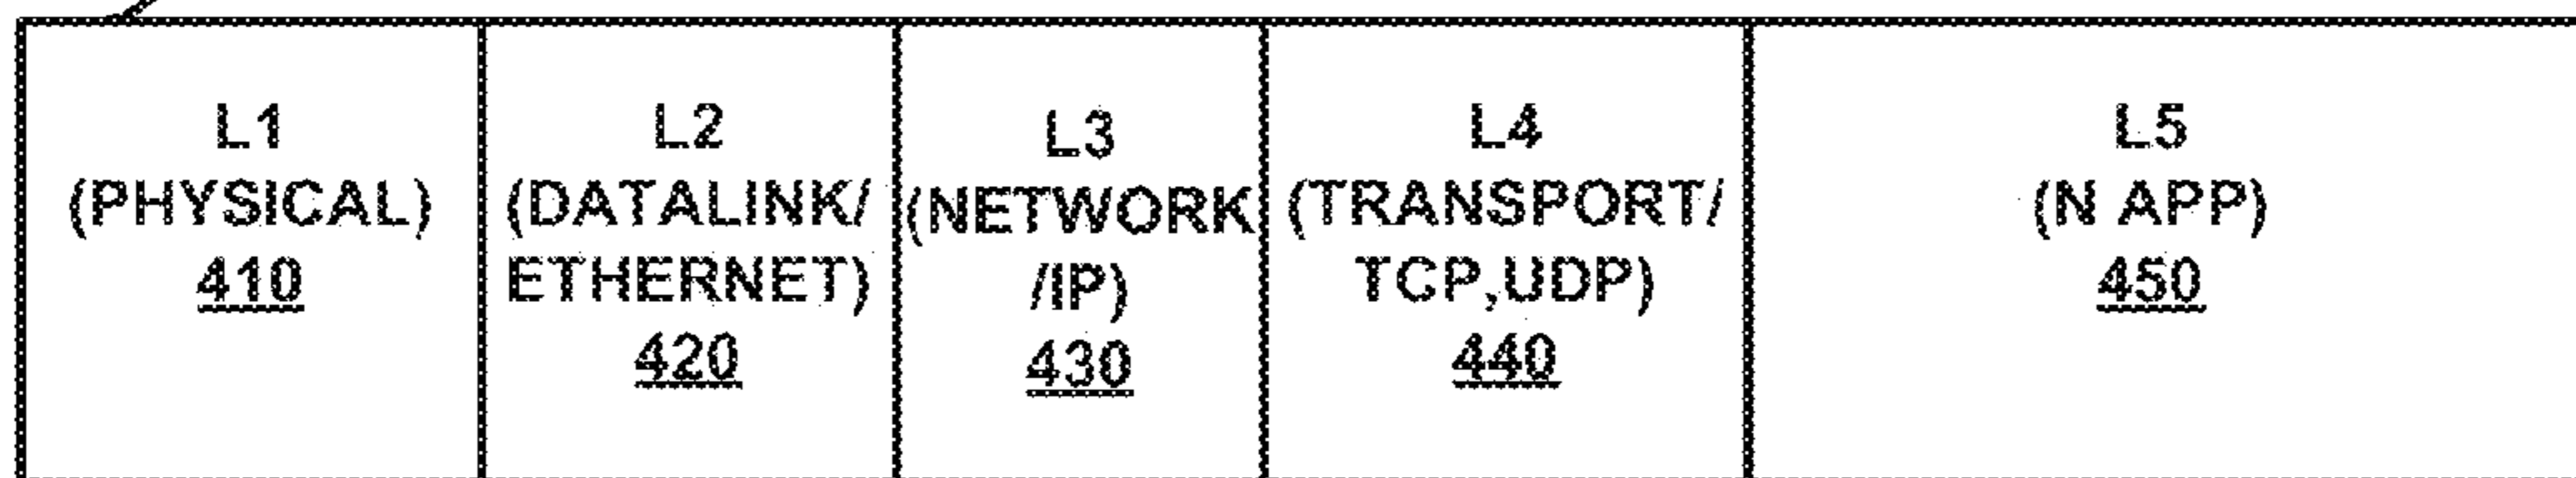 L1
(PHYSICAL)
410
L2
(DATALINK/
ETHERNET)
420
L3
(NETWORK
/IP)
430
L4
(TRANSPORT/
TCP,UDP)
440
L5
(N APP)
450